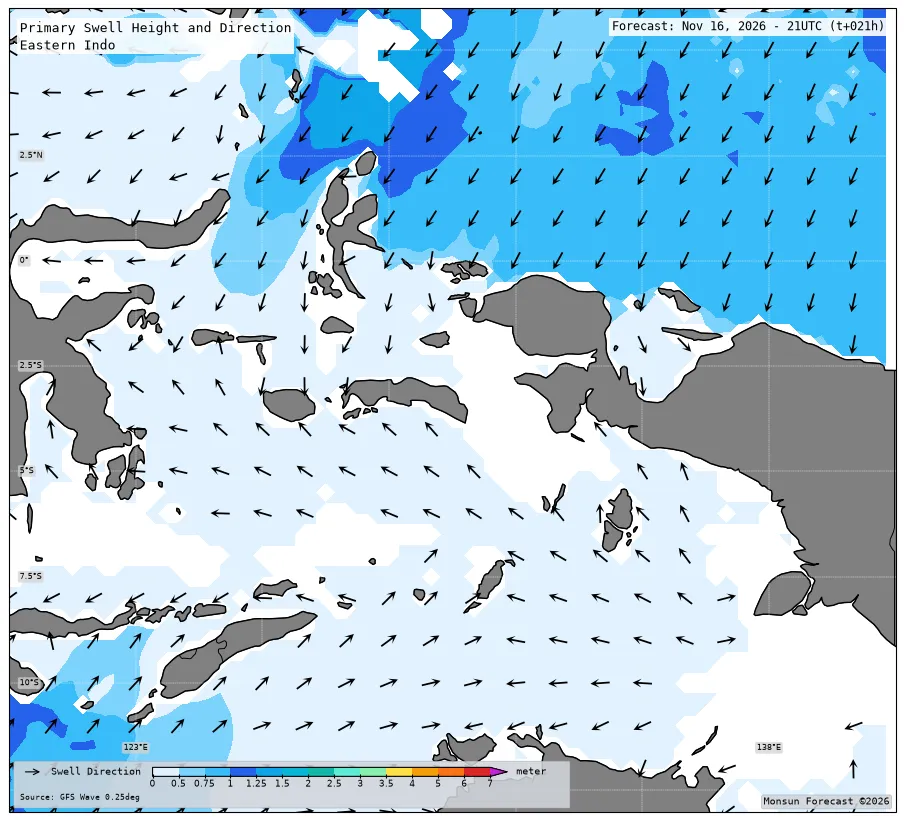 Primary Swell Height and Direction
Eastern Indo
Forecast: Nov 16, 2026 - 21UTC (t+021h)
2.5°N
0°
2.5°S
5°S
7.5°S
10°S
123°E
138°E
Swell Direction
meter
0 0.5 0.75 1 1.25 1.5 2 2.5 3 3.5 4 5 6 7
Source: GFS Wave 0.25deg
Monsun Forecast ©2026